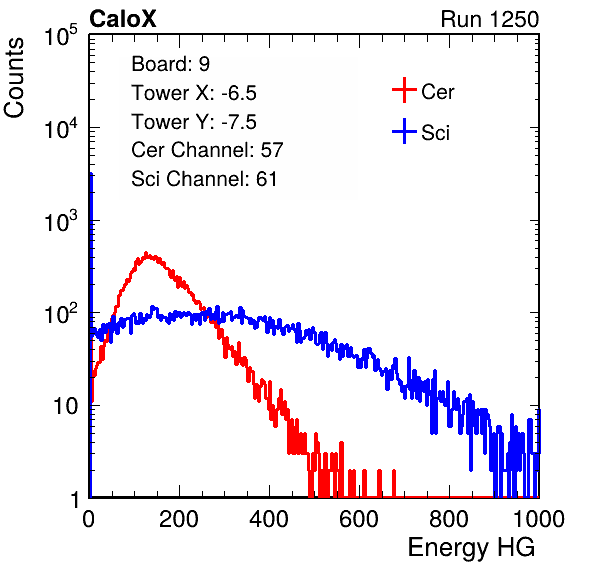 CaloX Run 1250
Counts
10^5
10^4
10^3
10^2
10
1
Board: 9
Tower X: -6.5
Tower Y: -7.5
Cer Channel: 57
Sci Channel: 61
Cer
Sci
0 200 400 600 800 1000
Energy HG